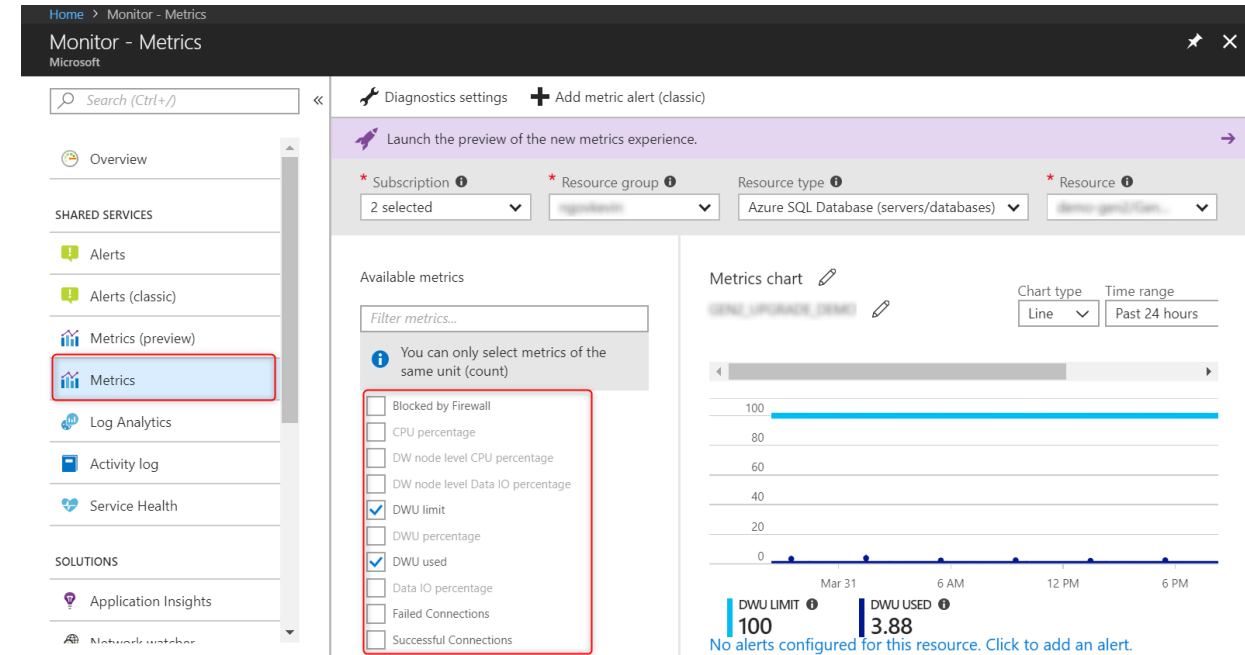 Home > Monitor - Metrics
Monitor - Metrics
Microsoft
Search (Ctrl+/)
«
Overview
SHARED SERVICES
Alerts
Alerts (classic)
Metrics (preview)
Metrics
Log Analytics
Activity log
Service Health
SOLUTIONS
Application Insights
Network watcher
Diagnostics settings
Add metric alert (classic)
Launch the preview of the new metrics experience.
* Subscription
* Resource group
Resource type
* Resource
2 selected
Azure SQL Database (servers/databases)
Available metrics
Filter metrics...
You can only select metrics of the
same unit (count)
Blocked by Firewall
CPU percentage
DW node level CPU percentage
DW node level Data IO percentage
DWU limit
DWU percentage
DWU used
Data IO percentage
Failed Connections
Successful Connections
Metrics chart
Chart type
Time range
Line
Past 24 hours
100
80
60
40
20
0
Mar 31
6 AM
12 PM
6 PM
DWU LIMIT
100
DWU USED
3.88
No alerts configured for this resource. Click to add an alert.